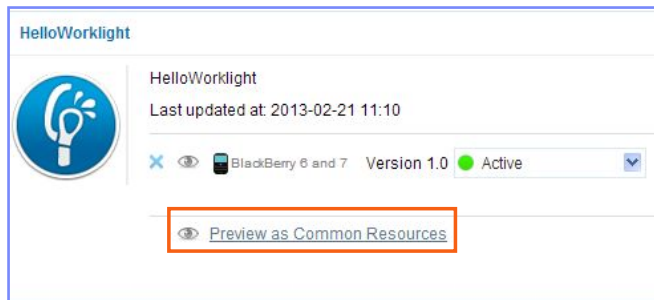 HelloWorklight
HelloWorklight
Last updated at: 2013-02-21 11:10
BlackBerry 6 and 7 Version 1.0 Active
Preview as Common Resources